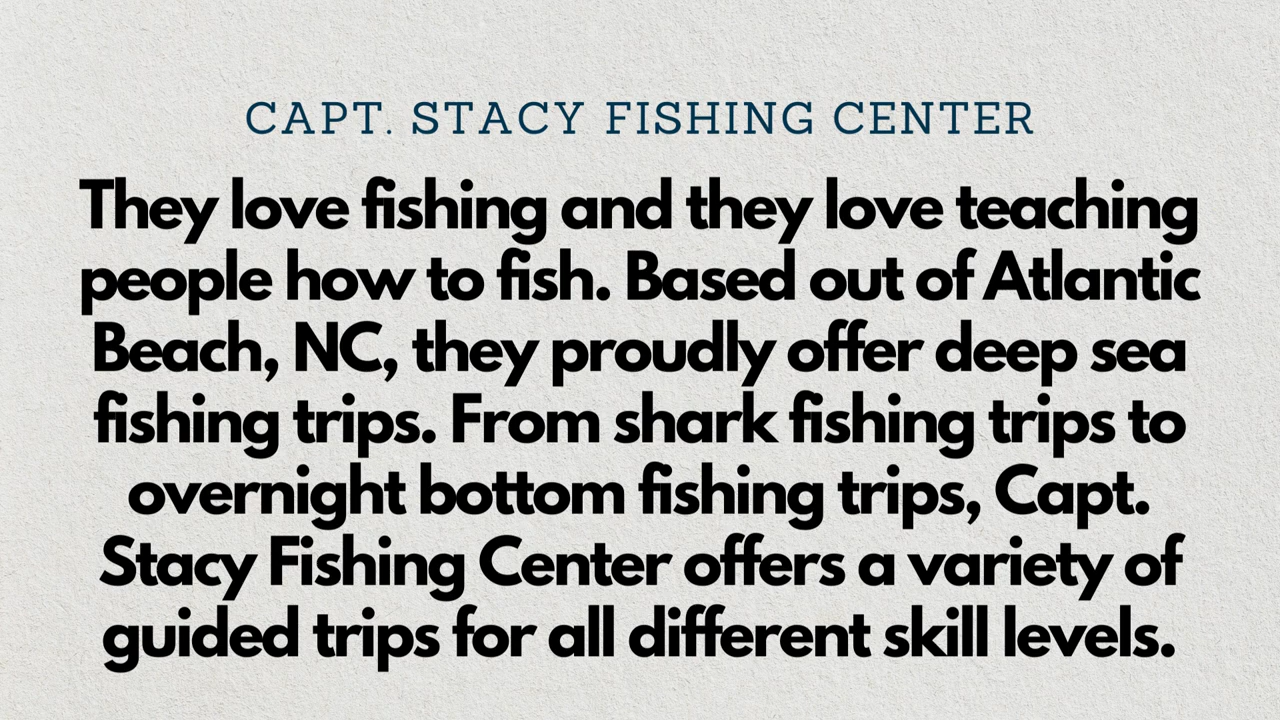 CAPT. STACY FISHING CENTER
They love fishing and they love teaching
people how to fish. Based out of Atlantic
Beach, NC, they proudly offer deep sea
fishing trips. From shark fishing trips to
overnight bottom fishing trips, Capt.
Stacy Fishing Center offers a variety of
guided trips for all different skill levels.